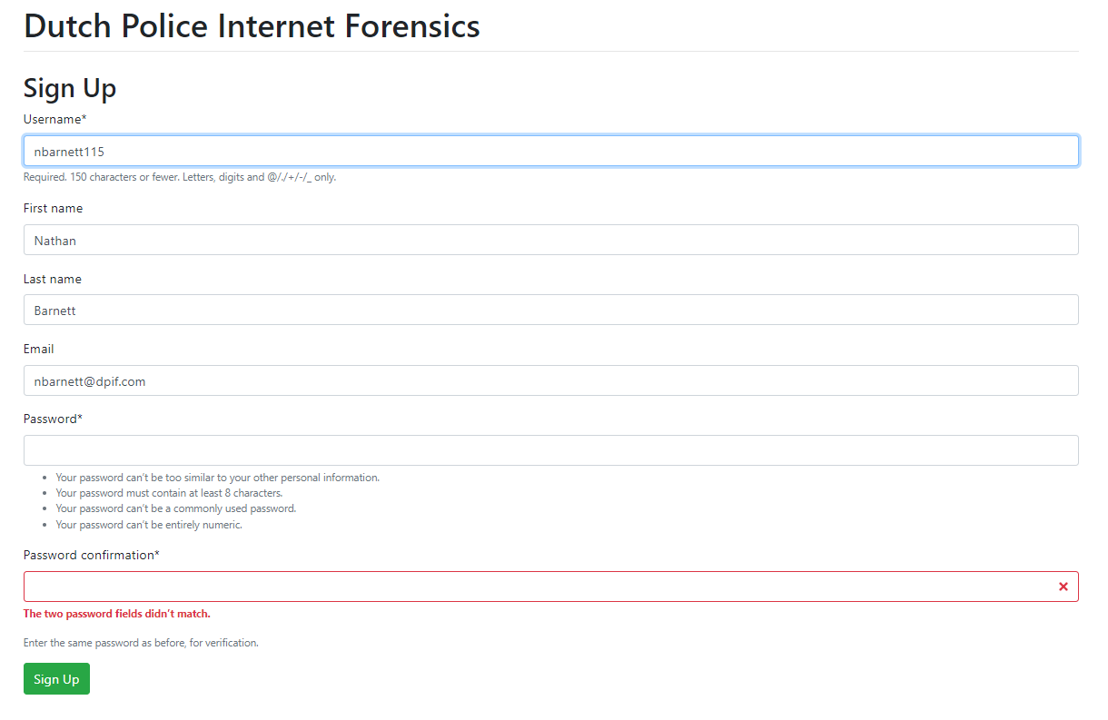 Dutch Police Internet Forensics
Sign Up
Username*
nbarnett115
Required. 150 characters or fewer. Letters, digits and @/./+/-/_ only.
First name
Nathan
Last name
Barnett
Email
nbarnett@dpif.com
Password*
• Your password can't be too similar to your other personal information.
• Your password must contain at least 8 characters.
• Your password can't be a commonly used password.
• Your password can't be entirely numeric.
Password confirmation*
The two password fields didn't match.
Enter the same password as before, for verification.
Sign Up